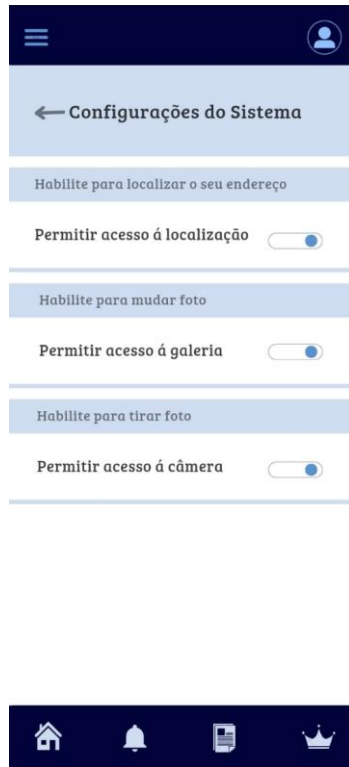 Configurações do Sistema
Habilite para localizar o seu endereço
Permitir acesso á localização
Habilite para mudar foto
Permitir acesso á galeria
Habilite para tirar foto
Permitir acesso á câmera